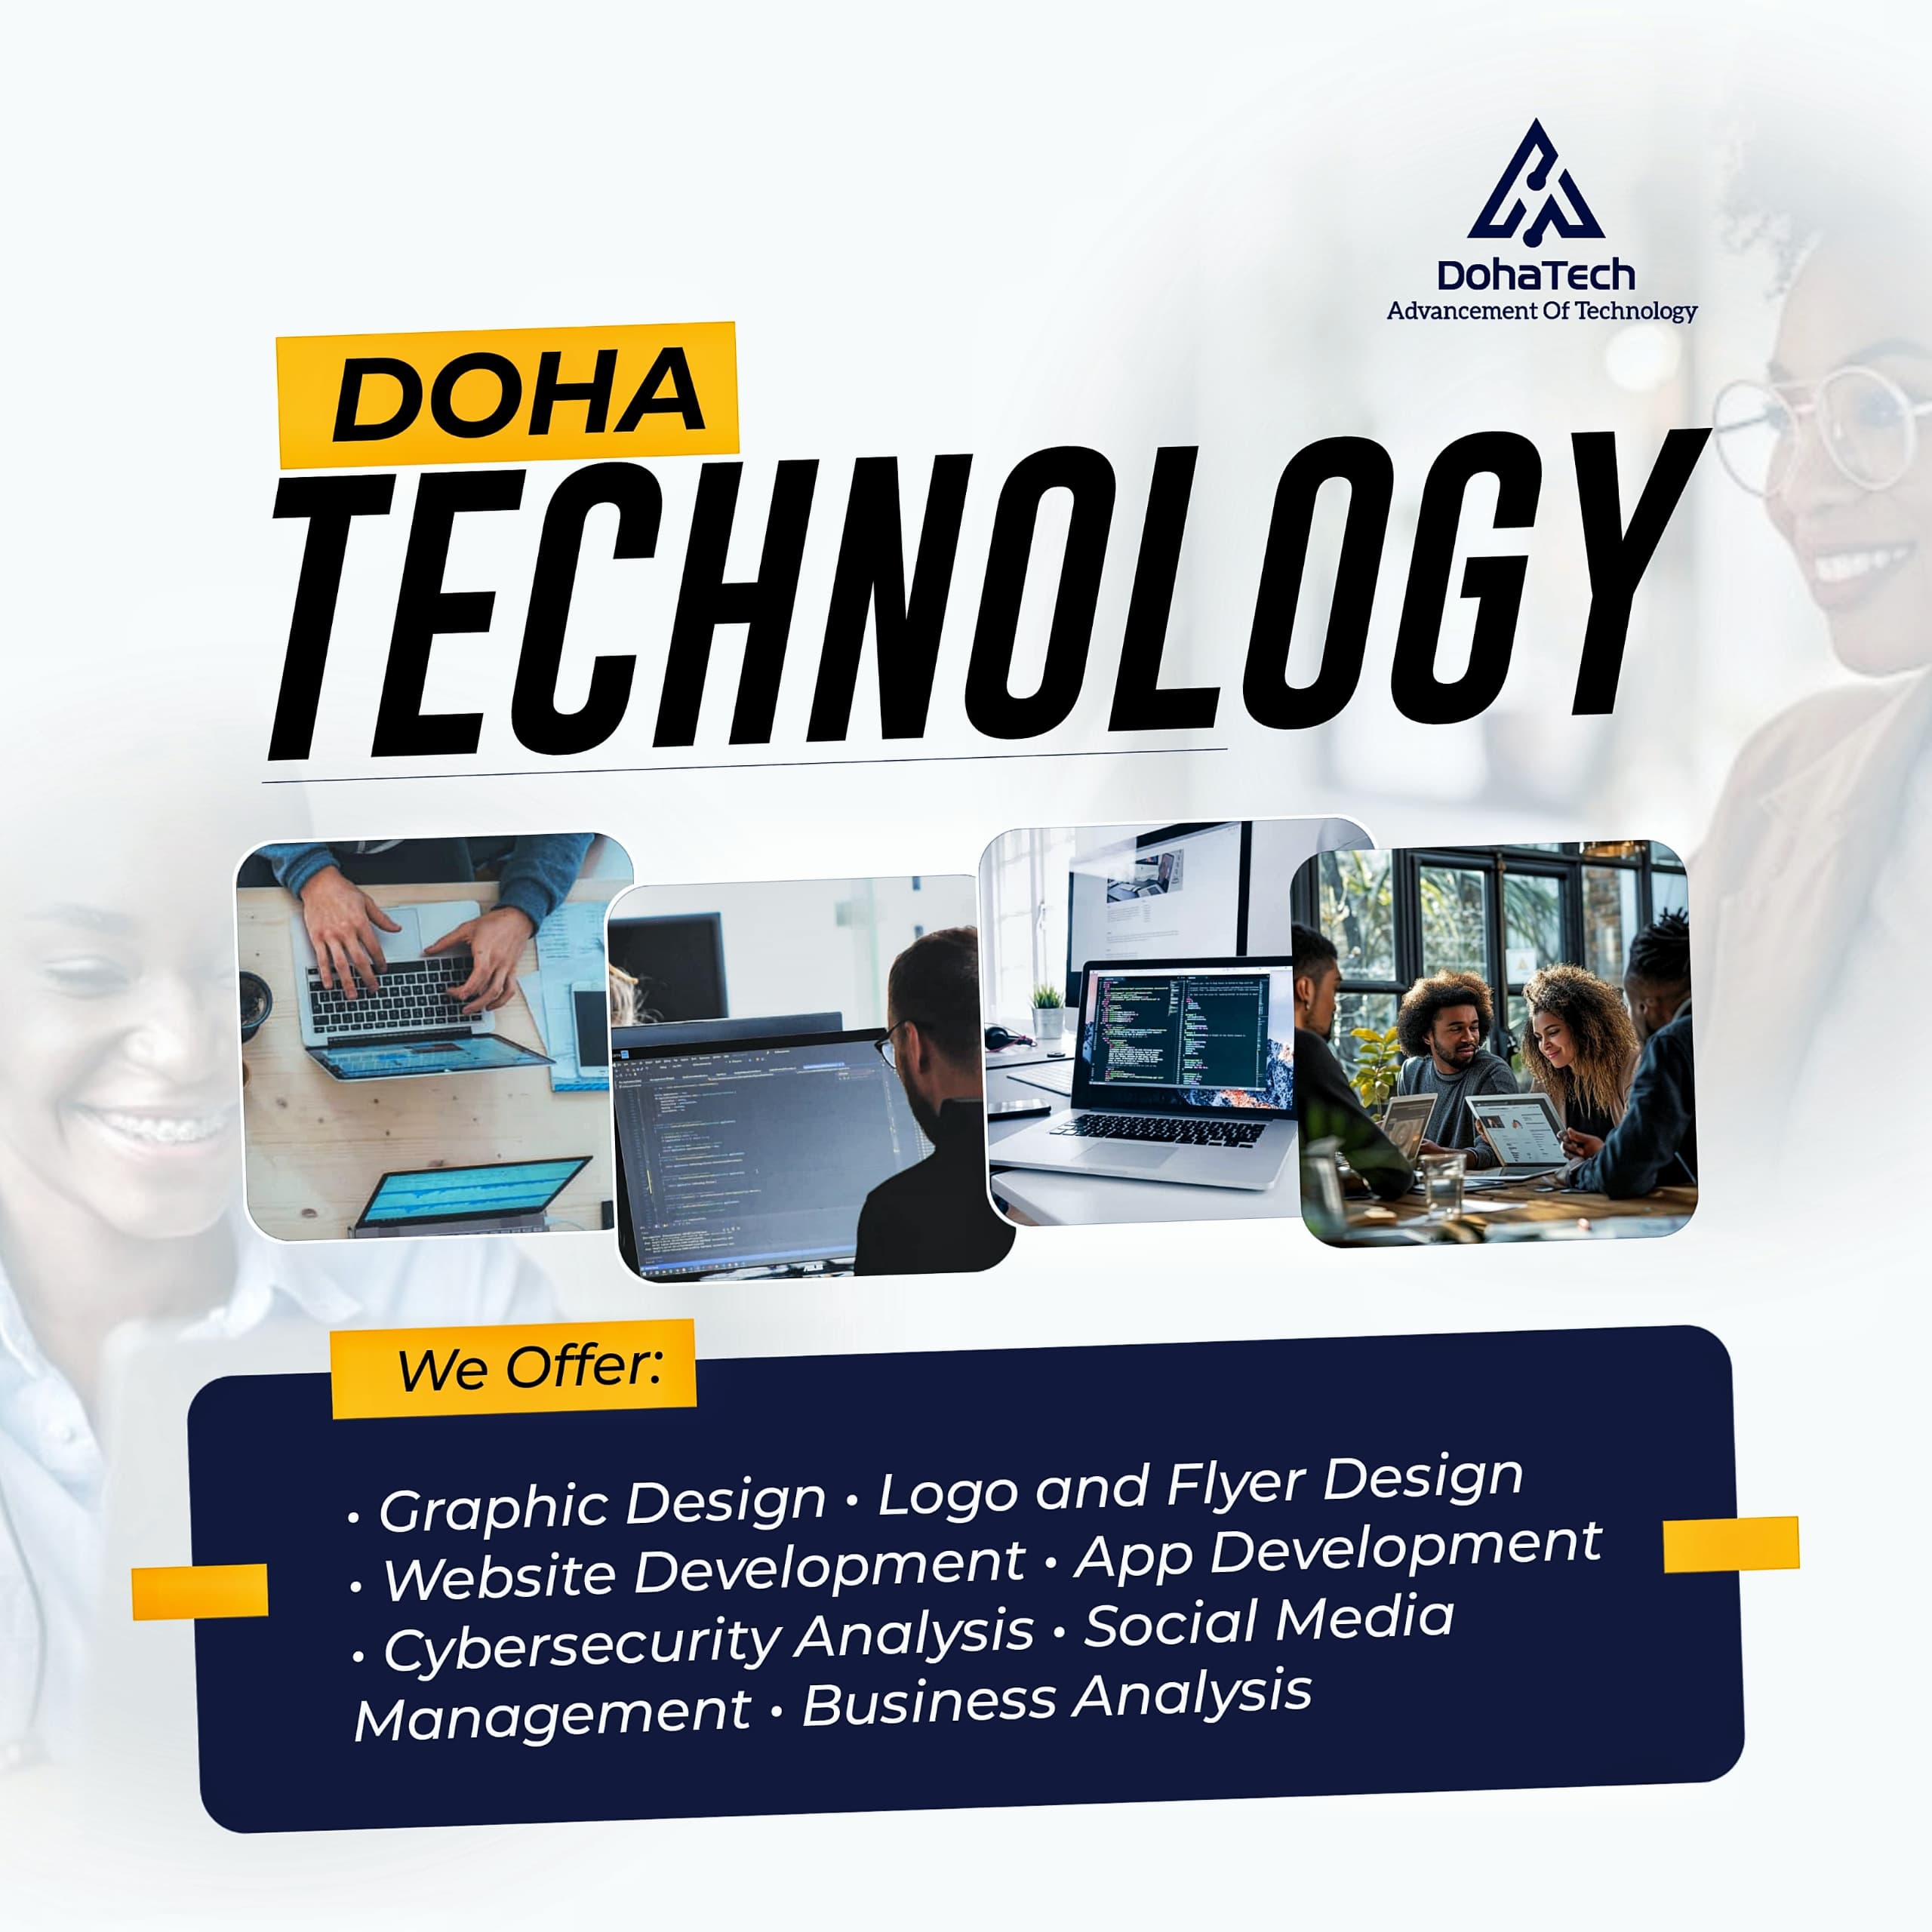 DohaTech
Advancement Of Technology
DOHA
TECHNOLOGY
We Offer:
• Graphic Design • Logo and Flyer Design
• Website Development • App Development
• Cybersecurity Analysis • Social Media
Management • Business Analysis